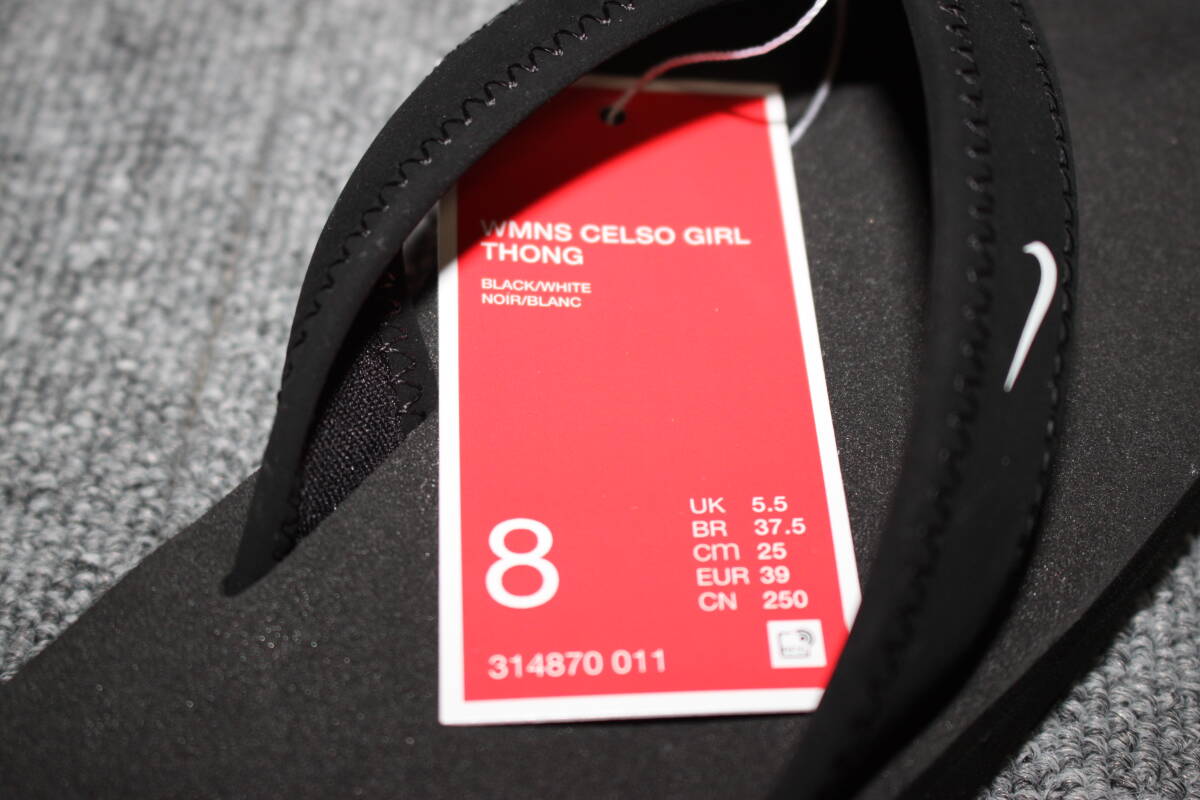 WMNS CELSO GIRL
THONG
BLACK/WHITE
NOIR/BLANC
8
UK 5.5
BR 37.5
cm 25
EUR 39
CN 250
314870 011